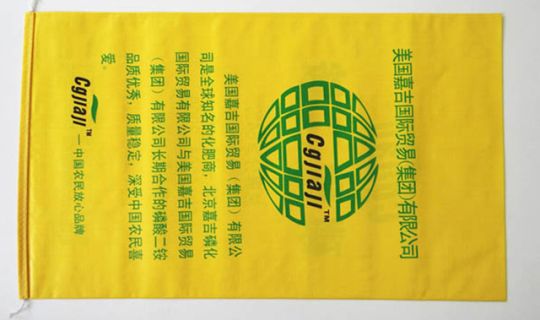 美国嘉吉国际贸易(集团)有限公司
Cgjiaji™
美国嘉吉国际贸易(集团)有限公
司是全球知名的化肥商,北京嘉吉磷化
国际贸易有限公司与美国嘉吉国际贸易
(集团)有限公司长期合作的磷酸二铵
品质优秀,质量稳定,深受中国农民喜
爱。
Cgjiaji™—中国农民放心品牌